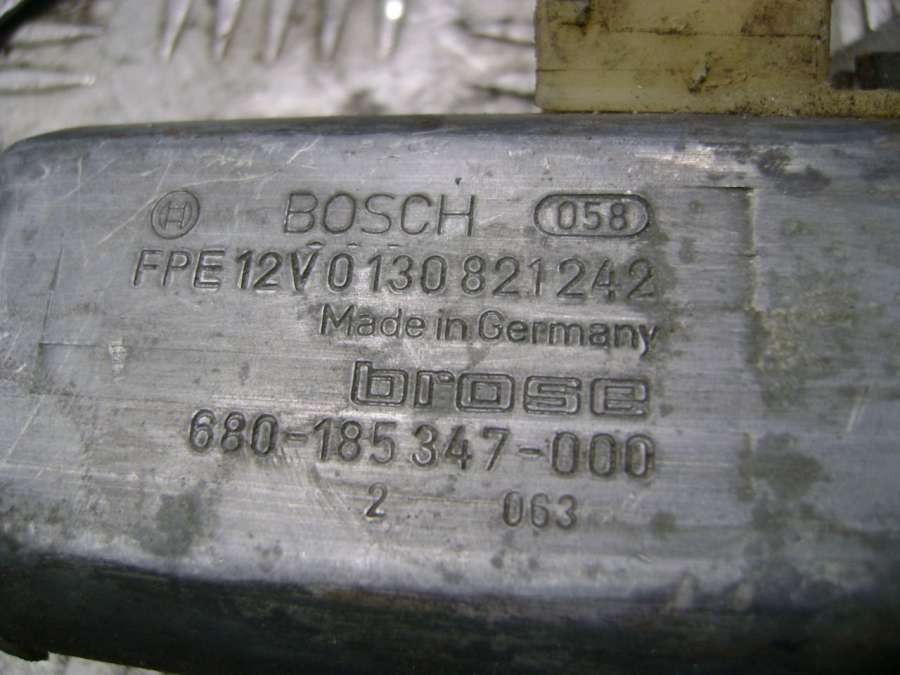 BOSCH 058
FPE 12V 0 130 821 242
Made in Germany
brose
680-185 347-000
2 063